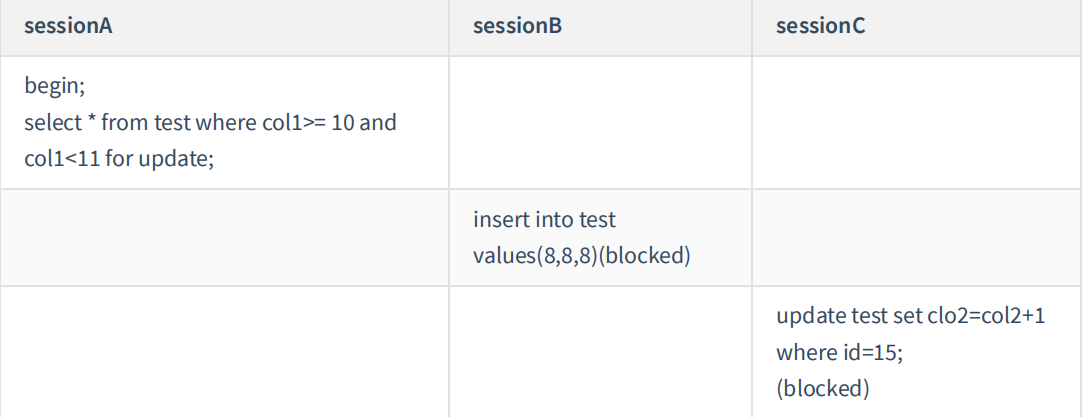 sessionA
sessionB
sessionC
begin;
select * from test where col1>= 10 and
col1<11 for update;
insert into test
values(8,8,8)(blocked)
update test set clo2=col2+1
where id=15;
(blocked)